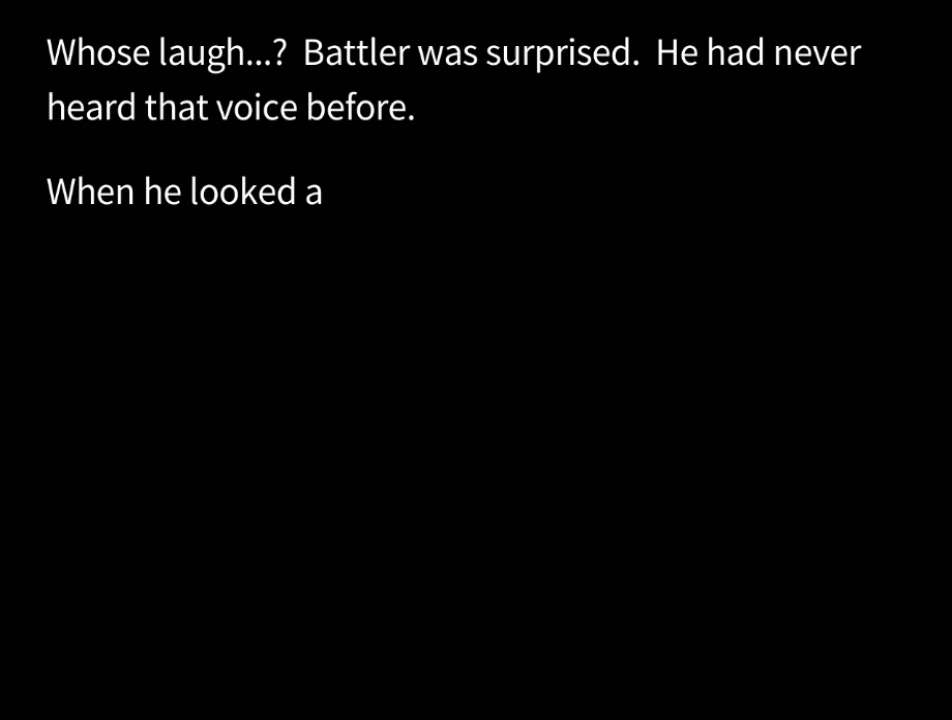 Whose laugh...?  Battler was surprised.  He had never
heard that voice before.
When he looked a